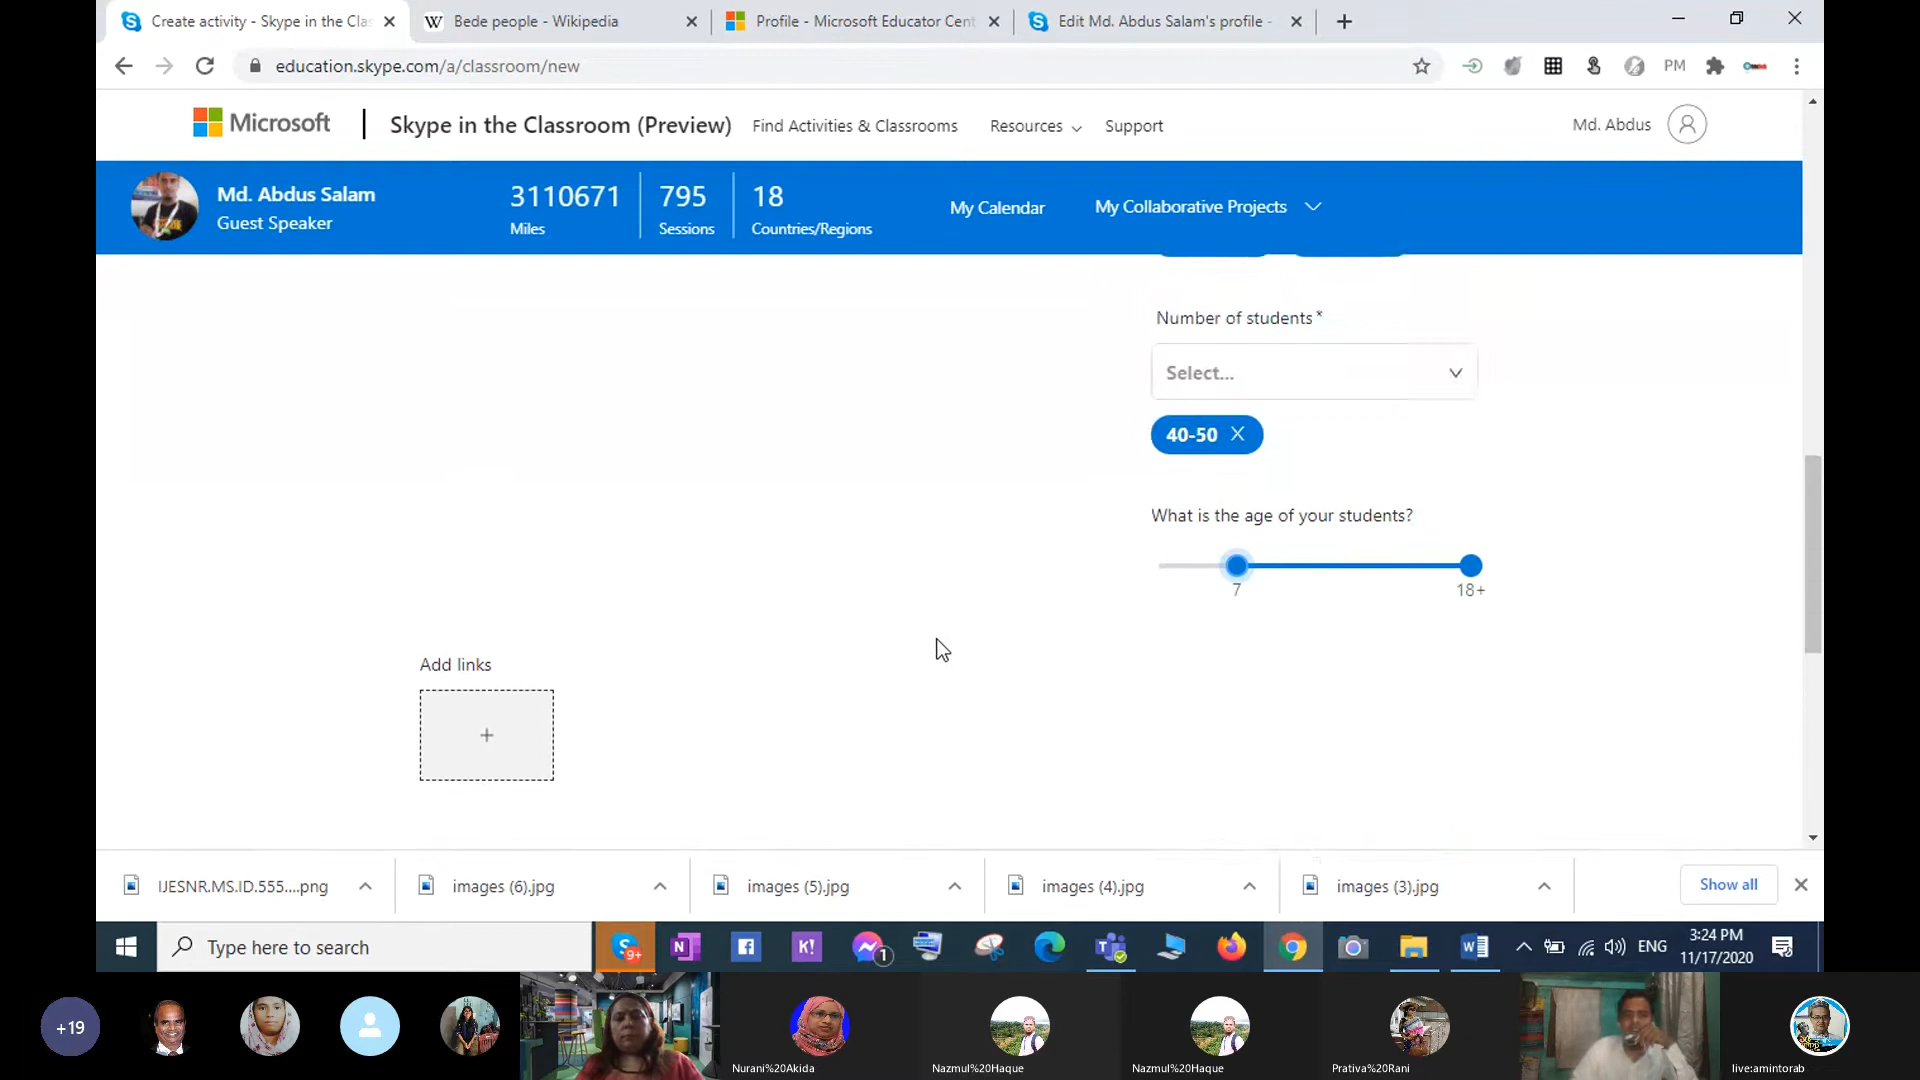 Create activity - Skype in the Clas
Bede people - Wikipedia
Profile - Microsoft Educator Cent
Edit Md. Abdus Salam's profile -
education.skype.com/a/classroom/new
PM
Microsoft
Skype in the Classroom (Preview)
Find Activities & Classrooms
Resources
Support
Md. Abdus
Md. Abdus Salam
Guest Speaker
3110671
Miles
795
Sessions
18
Countries/Regions
My Calendar
My Collaborative Projects
Number of students*
Select...
40-50 X
What is the age of your students?
7
18+
Add links
+
IJESNR.MS.ID.555....png
images (6).jpg
images (5).jpg
images (4).jpg
images (3).jpg
Show all
Type here to search
9+
K!
1
ENG
3:24 PM
11/17/2020
+19
Nurani%20Akida
Nazmul%20Haque
Nazmul%20Haque
Prativa%20Rani
live:amintorab